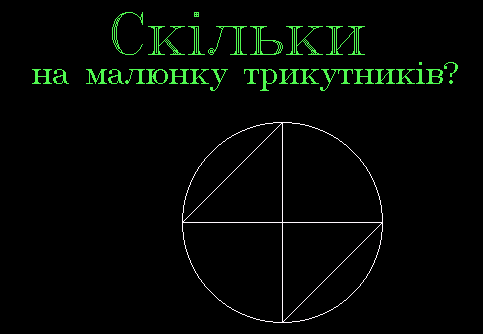 Скільки
на малюнку трикутників?